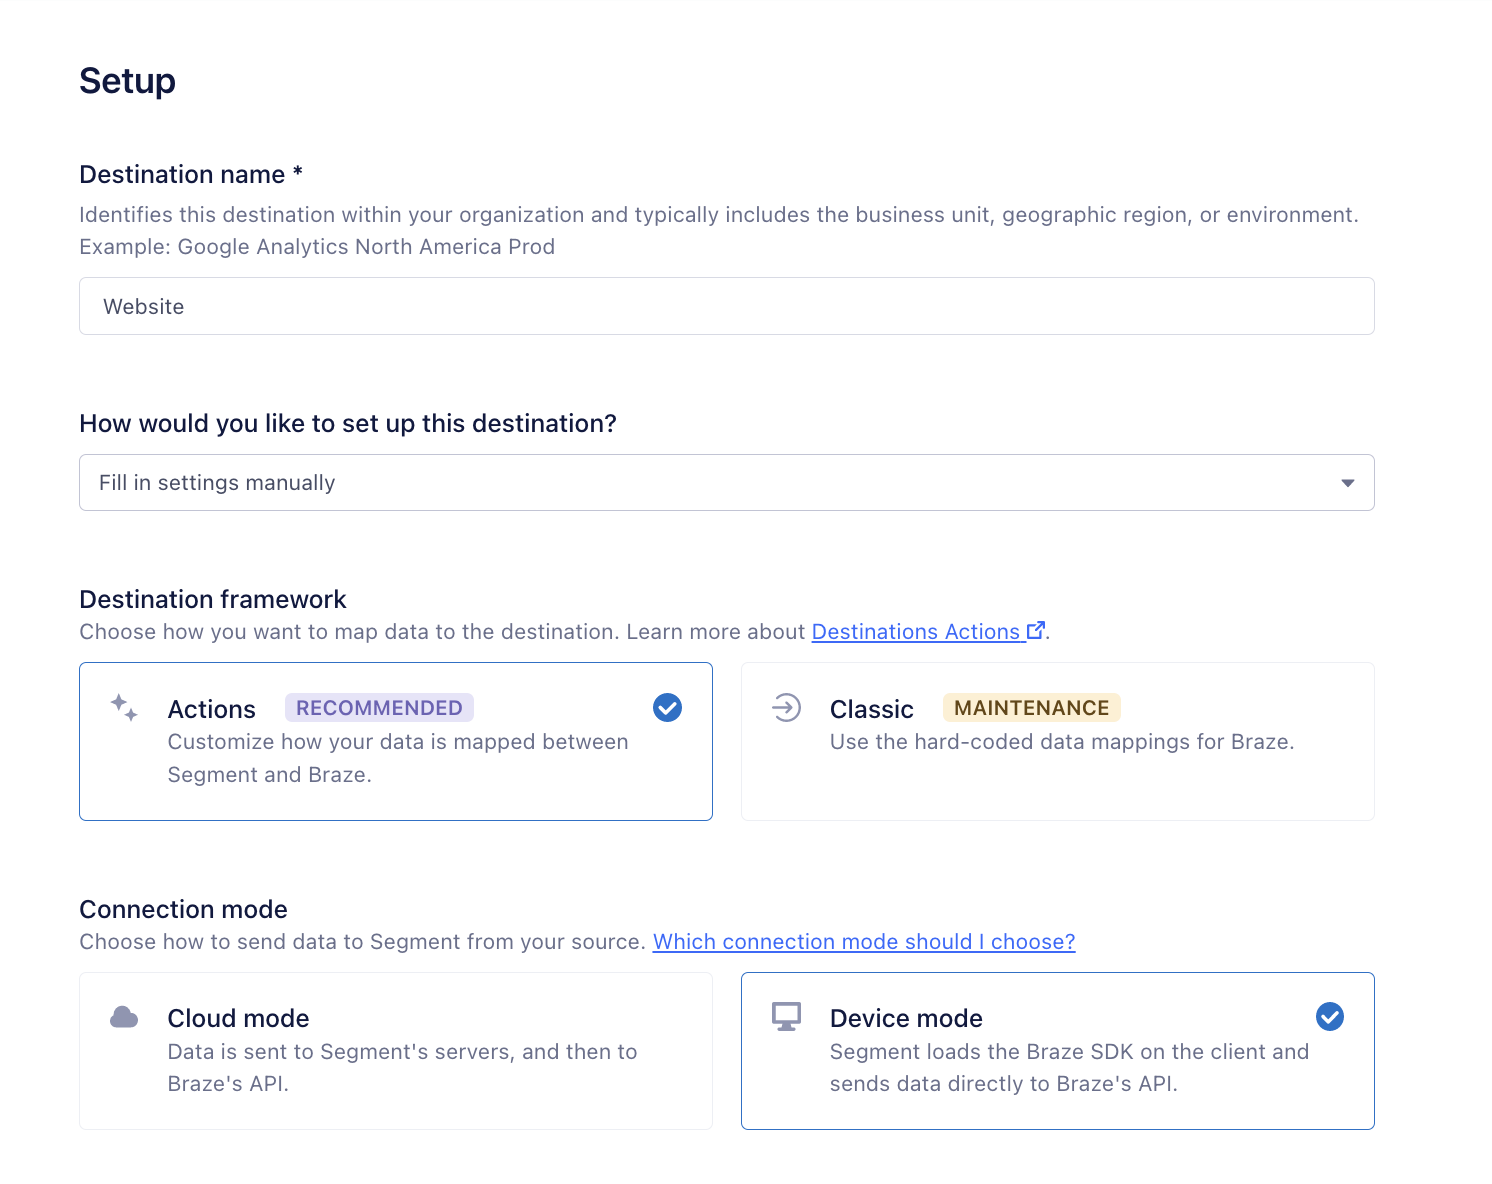 Setup
Destination name *
Identifies this destination within your organization and typically includes the business unit, geographic region, or environment.
Example: Google Analytics North America Prod
Website
How would you like to set up this destination?
Fill in settings manually
Destination framework
Choose how you want to map data to the destination. Learn more about Destinations Actions.
Actions RECOMMENDED
Customize how your data is mapped between
Segment and Braze.
Classic MAINTENANCE
Use the hard-coded data mappings for Braze.
Connection mode
Choose how to send data to Segment from your source. Which connection mode should I choose?
Cloud mode
Data is sent to Segment's servers, and then to
Braze's API.
Device mode
Segment loads the Braze SDK on the client and
sends data directly to Braze's API.